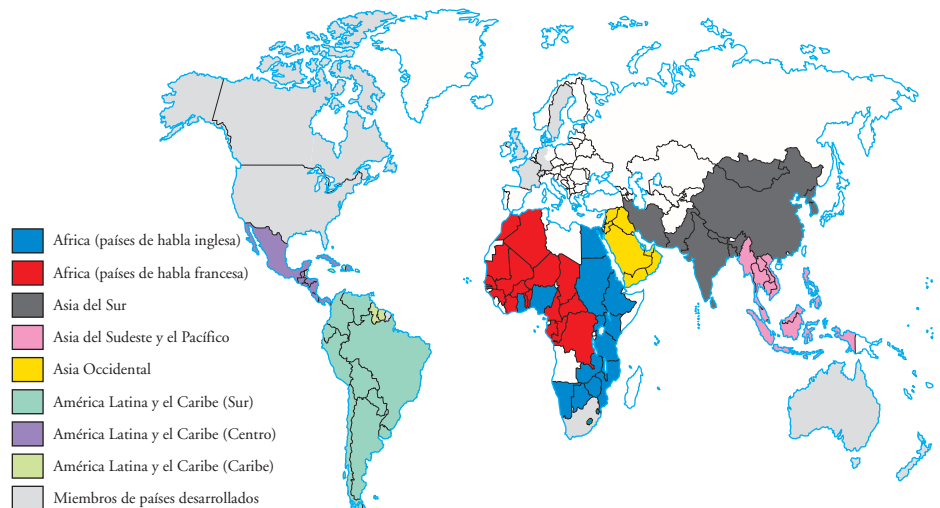 Africa (países de habla inglesa)
Africa (países de habla francesa)
Asia del Sur
Asia del Sudeste y el Pacífico
Asia Occidental
América Latina y el Caribe (Sur)
América Latina y el Caribe (Centro)
América Latina y el Caribe (Caribe)
Miembros de países desarrollados